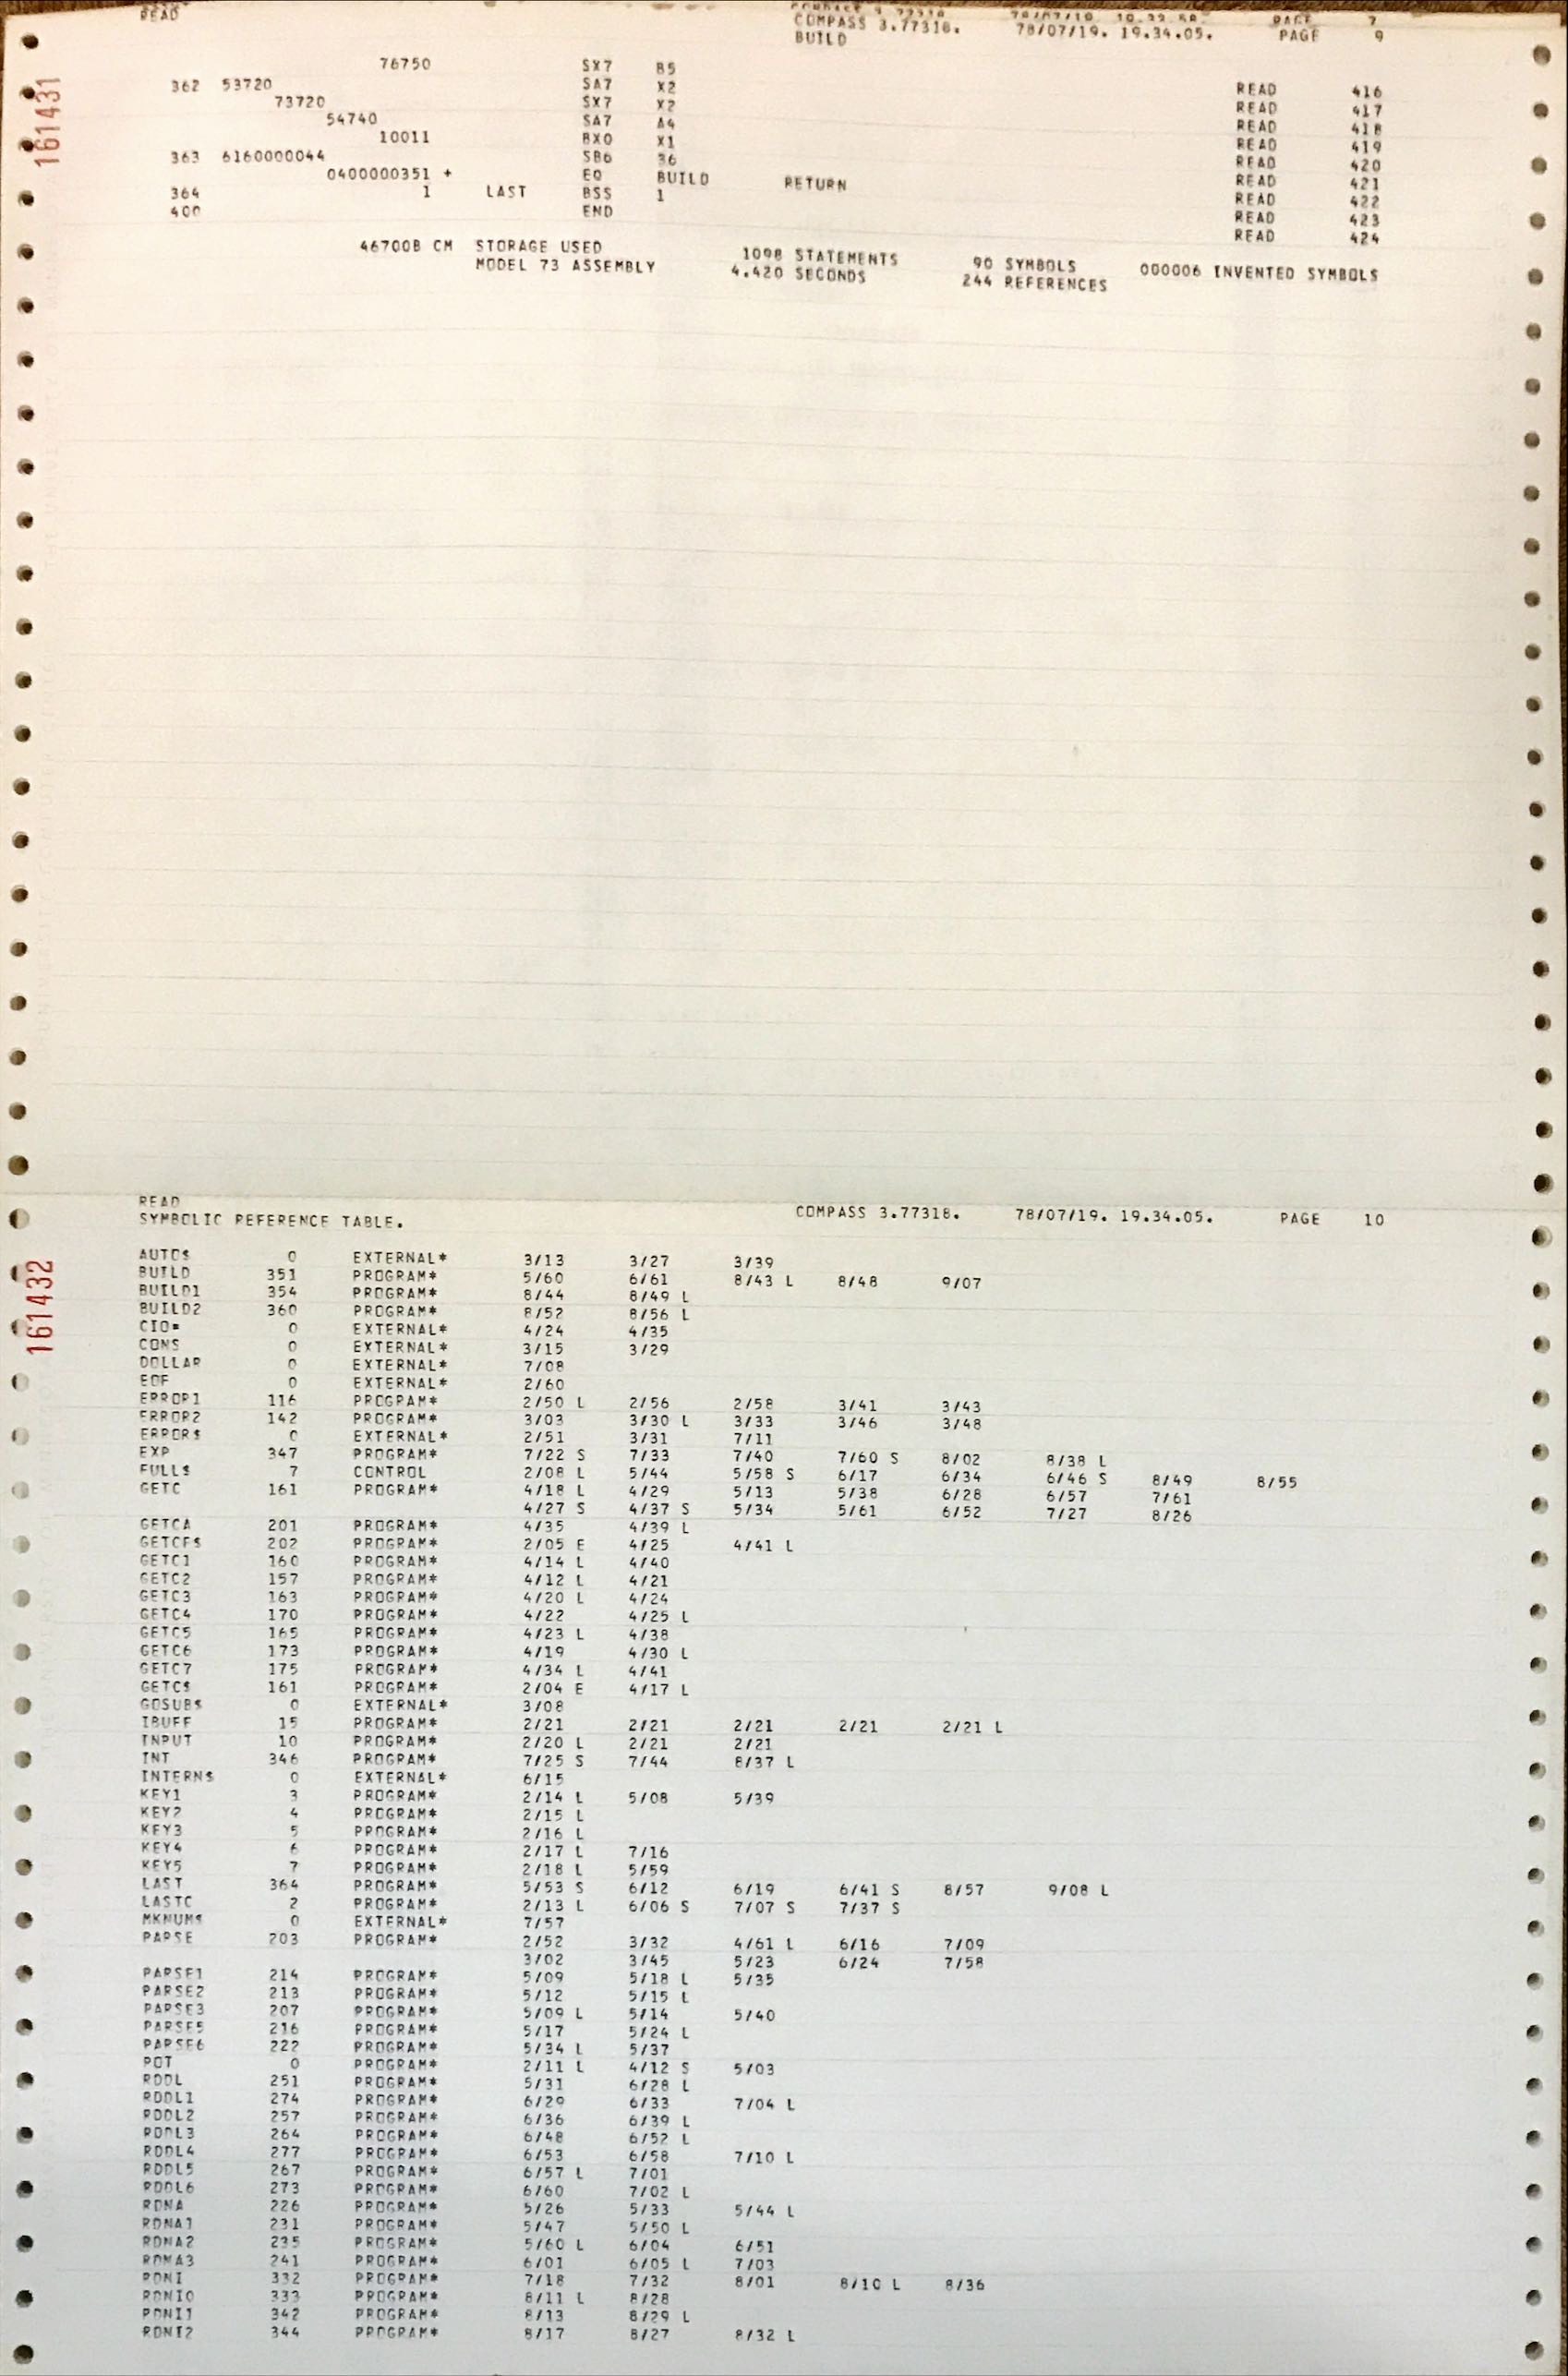 READ COMPASS 3.77318. 78/07/19. 19.34.05. PAGE 9
BUILD
76750 SX7 B5 READ 416
362 53720 SA7 X2 READ 417
73720 SX7 X2 READ 418
54740 SA7 A4 READ 419
10011 BX0 X1 READ 420
363 6160000044 SB6 36 READ 421
0400000351 + EQ BUILD RETURN READ 422
364 1 LAST BSS 1 READ 423
400 END READ 424
46700B CM STORAGE USED 1098 STATEMENTS 90 SYMBOLS 000006 INVENTED SYMBOLS
MODEL 73 ASSEMBLY 4.420 SECONDS 244 REFERENCES
161431
READ COMPASS 3.77318. 78/07/19. 19.34.05. PAGE 10
SYMBOLIC REFERENCE TABLE.
161432
AUTO$ 0 EXTERNAL* 3/13 3/27 3/39
BUILD 351 PROGRAM* 5/60 6/61 8/43 L 8/48 9/07
BUILD1 354 PROGRAM* 8/44 8/49 L
BUILD2 360 PROGRAM* 8/52 8/56 L
CIO= 0 EXTERNAL* 4/24 4/35
CONS 0 EXTERNAL* 3/15 3/29
DOLLAR 0 EXTERNAL* 7/08
EOF 0 EXTERNAL* 2/60
ERROR1 116 PROGRAM* 2/50 L 2/56 2/58 3/41 3/43
ERROR2 142 PROGRAM* 3/03 3/30 L 3/33 3/46 3/48
ERROR$ 0 EXTERNAL* 2/51 3/31 7/11
EXP 347 PROGRAM* 7/22 S 7/33 7/40 7/60 S 8/02 8/38 L
FULL$ 7 CONTROL 2/08 L 5/44 5/58 S 6/17 6/34 6/46 S 8/49 8/55
GETC 161 PROGRAM* 4/18 L 4/29 5/13 5/38 6/28 6/57 7/61
4/27 S 4/37 S 5/34 5/61 6/52 7/27 8/26
GETCA 201 PROGRAM* 4/35 4/39 L
GETCF$ 202 PROGRAM* 2/05 E 4/25 4/41 L
GETC1 160 PROGRAM* 4/14 L 4/40
GETC2 157 PROGRAM* 4/12 L 4/21
GETC3 163 PROGRAM* 4/20 L 4/24
GETC4 170 PROGRAM* 4/22 4/25 L
GETC5 165 PROGRAM* 4/23 L 4/38
GETC6 173 PROGRAM* 4/19 4/30 L
GETC7 175 PROGRAM* 4/34 L 4/41
GETC$ 161 PROGRAM* 2/04 E 4/17 L
GOSUB$ 0 EXTERNAL* 3/08
IBUFF 15 PROGRAM* 2/21 2/21 2/21 2/21 2/21 L
INPUT 10 PROGRAM* 2/20 L 2/21 2/21
INT 346 PROGRAM* 7/25 S 7/44 8/37 L
INTERN$ 0 EXTERNAL* 6/15
KEY1 3 PROGRAM* 2/14 L 5/08 5/39
KEY2 4 PROGRAM* 2/15 L
KEY3 5 PROGRAM* 2/16 L
KEY4 6 PROGRAM* 2/17 L 7/16
KEY5 7 PROGRAM* 2/18 L 5/59
LAST 364 PROGRAM* 5/53 S 6/12 6/19 6/41 S 8/57 9/08 L
LASTC 2 PROGRAM* 2/13 L 6/06 S 7/07 S 7/37 S
MKNUM$ 0 EXTERNAL* 7/57
PARSE 203 PROGRAM* 2/52 3/32 4/61 L 6/16 7/09
3/02 3/45 5/23 6/24 7/58
PARSE1 214 PROGRAM* 5/09 5/18 L 5/35
PARSE2 213 PROGRAM* 5/12 5/15 L
PARSE3 207 PROGRAM* 5/09 L 5/14 5/40
PARSE5 216 PROGRAM* 5/17 5/24 L
PARSE6 222 PROGRAM* 5/34 L 5/37
POT 0 PROGRAM* 2/11 L 4/12 S 5/03
RDDL 251 PROGRAM* 5/31 6/28 L
RDDL1 274 PROGRAM* 6/29 6/33 7/04 L
RDDL2 257 PROGRAM* 6/36 6/39 L
RDDL3 264 PROGRAM* 6/48 6/52 L
RDDL4 277 PROGRAM* 6/53 6/58 7/10 L
RDDL5 267 PROGRAM* 6/57 L 7/01
RDDL6 273 PROGRAM* 6/60 7/02 L
RDNA 226 PROGRAM* 5/26 5/33 5/44 L
RDNA1 231 PROGRAM* 5/47 5/50 L
RDNA2 235 PROGRAM* 5/60 L 6/04 6/51
RDNA3 241 PROGRAM* 6/01 6/05 L 7/03
RDNI 332 PROGRAM* 7/18 7/32 8/01 8/10 L 8/36
RDNI0 333 PROGRAM* 8/11 L 8/28
RDNI1 342 PROGRAM* 8/13 8/29 L
RDNI2 344 PROGRAM* 8/17 8/27 8/32 L